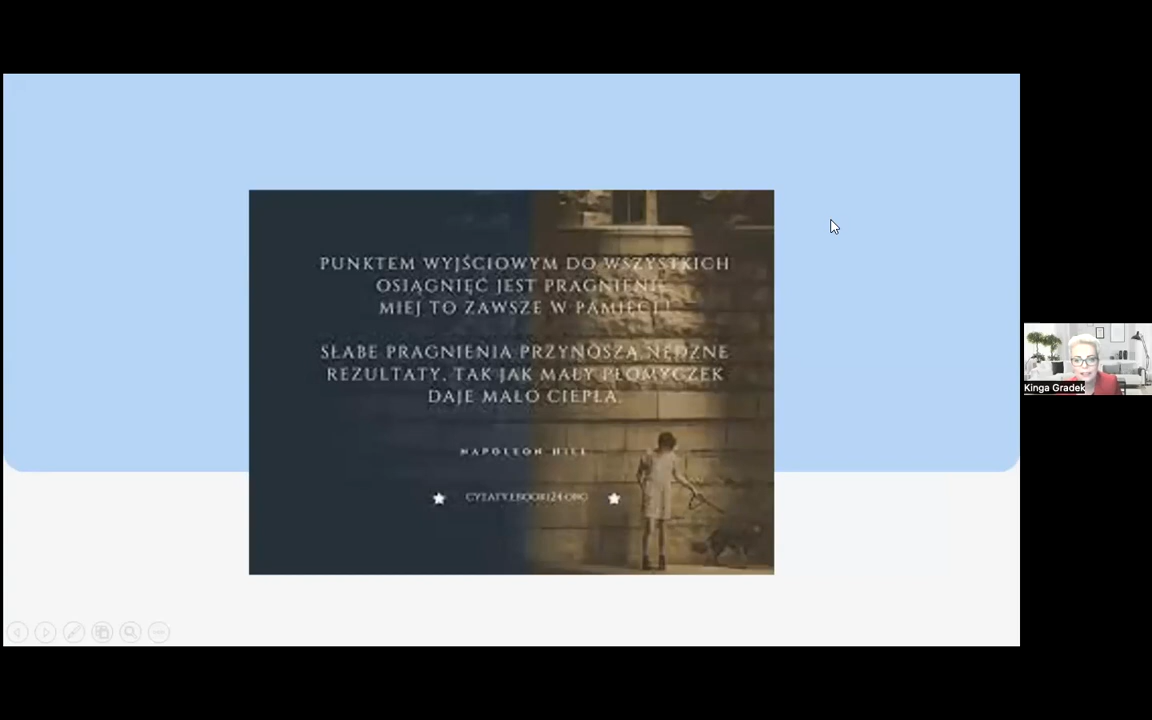 PUNKTEM WYJŚCIOWYM DO WSZYSTKICH
OSIĄGNIĘĆ JEST PRAGNIENIE.
MIEJ TO ZAWSZE W PAMIĘCI!
SŁABE PRAGNIENIA PRZYNOSZĄ NĘDZNE
REZULTATY, TAK JAK MAŁY PŁOMYCZEK
DAJE MAŁO CIEPŁA.
NAPOLEON HILL
CYTATY.EBOOKI24.ORG
Kinga Gradek